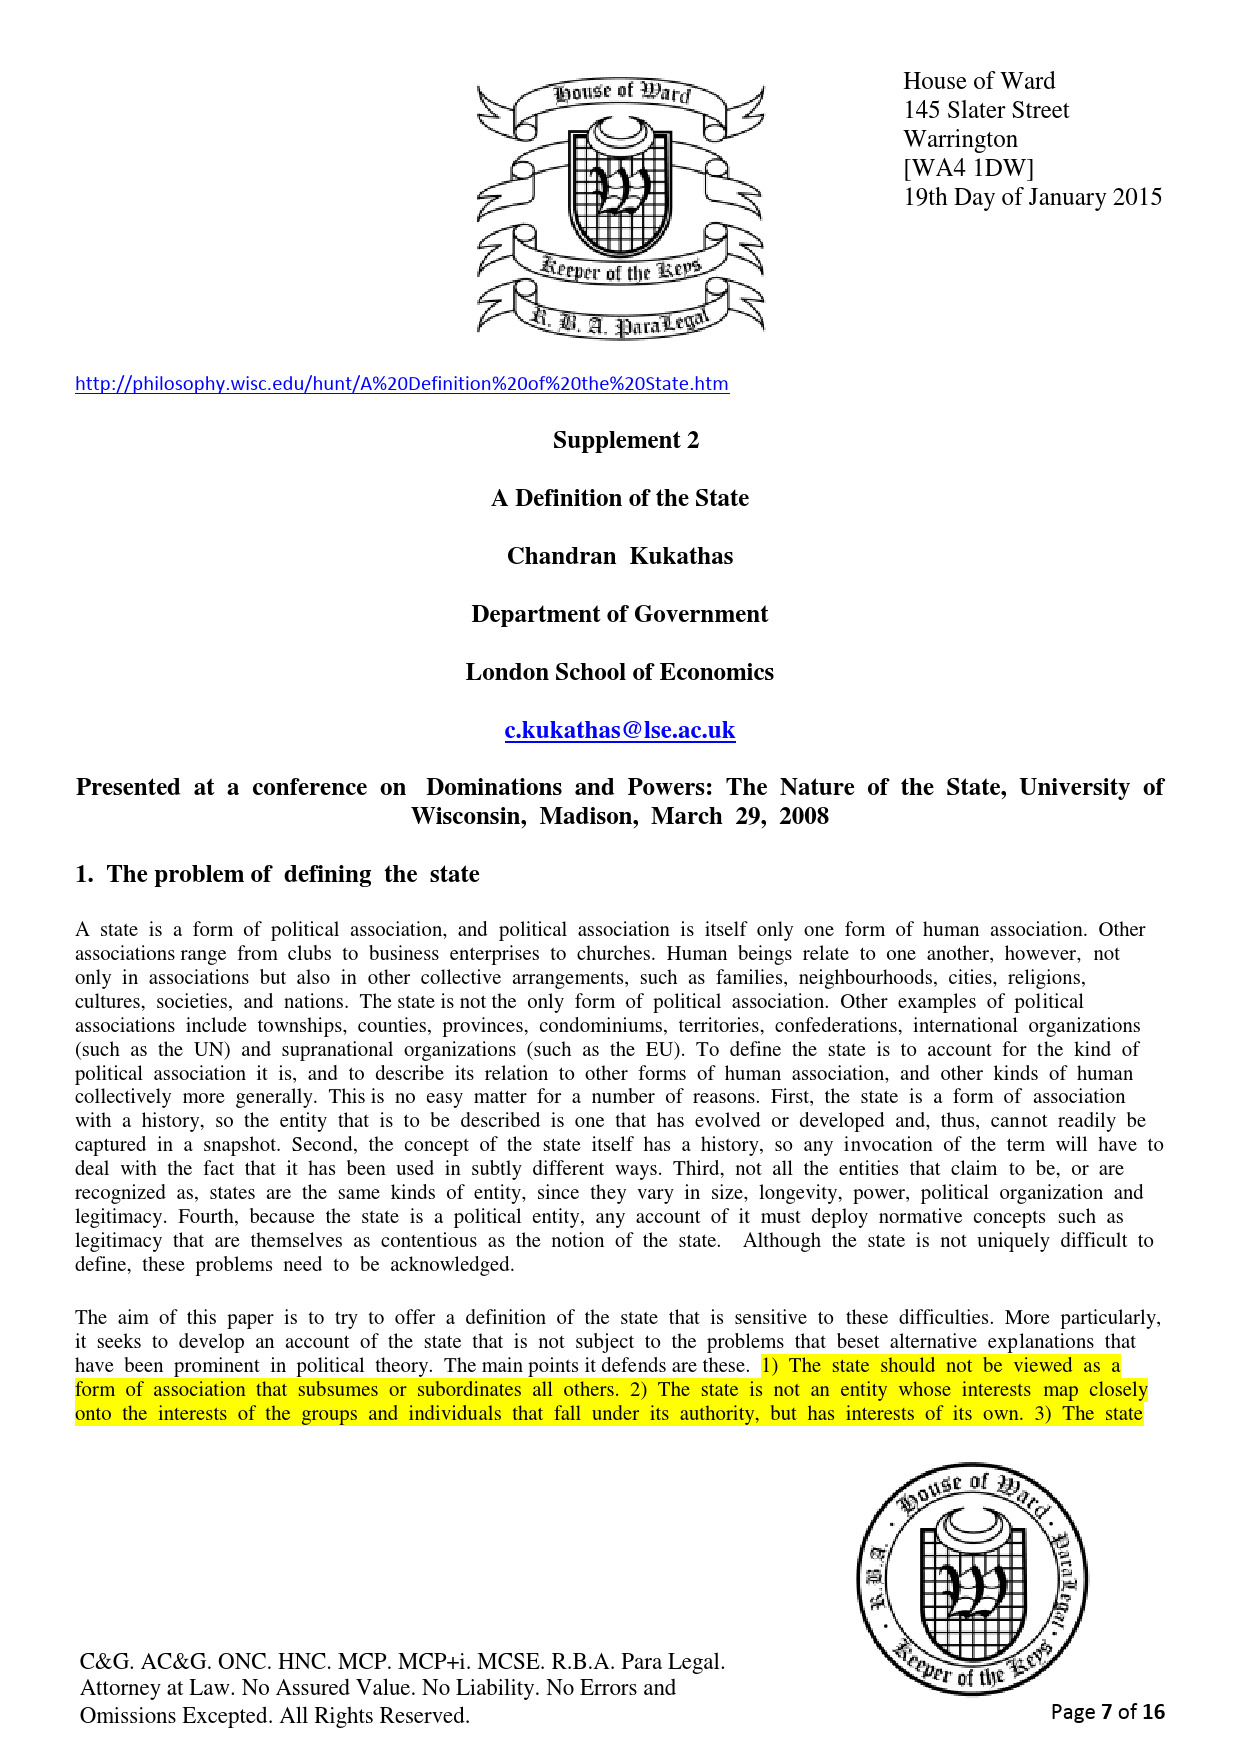 House of Ward
145 Slater Street
Warrington
[WA4 1DW]
19th Day of January 2015
House of Ward
Keeper of the Keys
R. B. A. ParaLegal
http://philosophy.wisc.edu/hunt/A%20Definition%20of%20the%20State.htm
Supplement 2
A Definition of the State
Chandran Kukathas
Department of Government
London School of Economics
c.kukathas@lse.ac.uk
Presented at a conference on Dominations and Powers: The Nature of the State, University of
Wisconsin, Madison, March 29, 2008
1. The problem of defining the state
A state is a form of political association, and political association is itself only one form of human association. Other
associations range from clubs to business enterprises to churches. Human beings relate to one another, however, not
only in associations but also in other collective arrangements, such as families, neighbourhoods, cities, religions,
cultures, societies, and nations. The state is not the only form of political association. Other examples of political
associations include townships, counties, provinces, condominiums, territories, confederations, international organizations
(such as the UN) and supranational organizations (such as the EU). To define the state is to account for the kind of
political association it is, and to describe its relation to other forms of human association, and other kinds of human
collectively more generally. This is no easy matter for a number of reasons. First, the state is a form of association
with a history, so the entity that is to be described is one that has evolved or developed and, thus, cannot readily be
captured in a snapshot. Second, the concept of the state itself has a history, so any invocation of the term will have to
deal with the fact that it has been used in subtly different ways. Third, not all the entities that claim to be, or are
recognized as, states are the same kinds of entity, since they vary in size, longevity, power, political organization and
legitimacy. Fourth, because the state is a political entity, any account of it must deploy normative concepts such as
legitimacy that are themselves as contentious as the notion of the state. Although the state is not uniquely difficult to
define, these problems need to be acknowledged.
The aim of this paper is to try to offer a definition of the state that is sensitive to these difficulties. More particularly,
it seeks to develop an account of the state that is not subject to the problems that beset alternative explanations that
have been prominent in political theory. The main points it defends are these. 1) The state should not be viewed as a
form of association that subsumes or subordinates all others. 2) The state is not an entity whose interests map closely
onto the interests of the groups and individuals that fall under its authority, but has interests of its own. 3) The state
R.B.A. · House of Ward · ParaLegal · Keeper of the Keys ·
C&G. AC&G. ONC. HNC. MCP. MCP+i. MCSE. R.B.A. Para Legal.
Attorney at Law. No Assured Value. No Liability. No Errors and
Omissions Excepted. All Rights Reserved.
Page 7 of 16